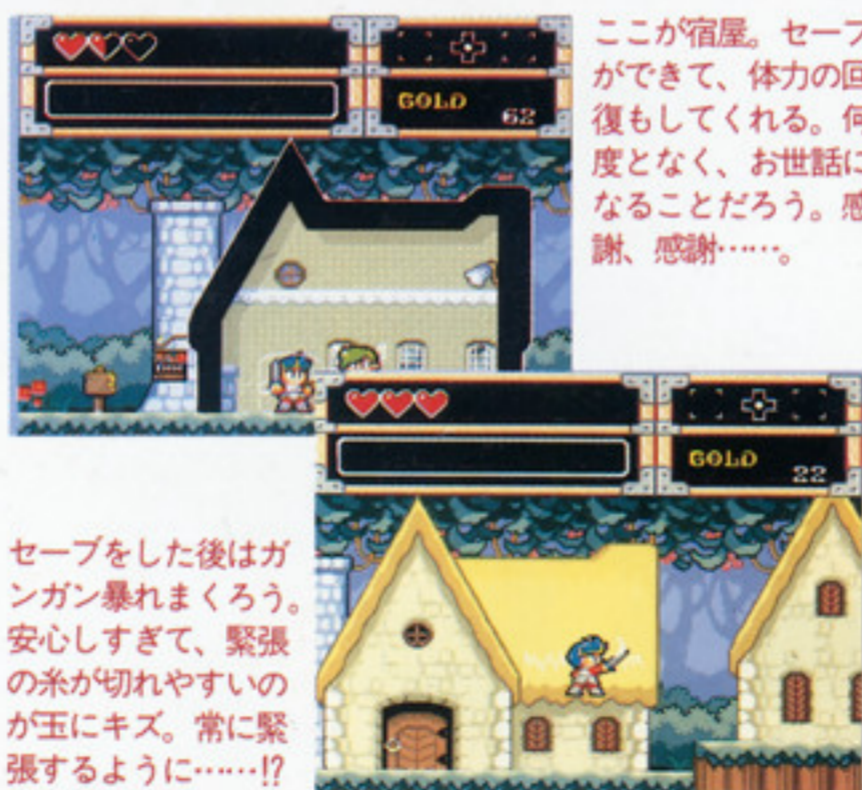 ここが宿屋。セーブ
ができて、体力の回
復もしてくれる。何
度となく、お世話に
なることだろう。感
謝、感謝……。
GOLD
62
GOLD
22
セーブをした後はガ
ンガン暴れまくろう。
安心しすぎて、緊張
の糸が切れやすいの
が玉にキズ。常に緊
張するように……!?